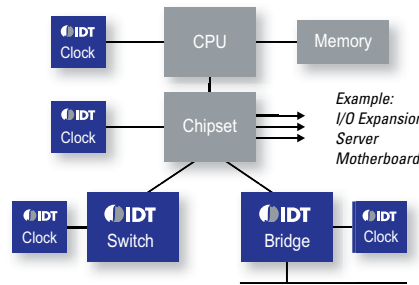 IDT
Clock
CPU
Memory
IDT
Clock
Chipset
Example:
I/O Expansion
Server
Motherboard
IDT
Clock
IDT
Switch
IDT
Bridge
IDT
Clock